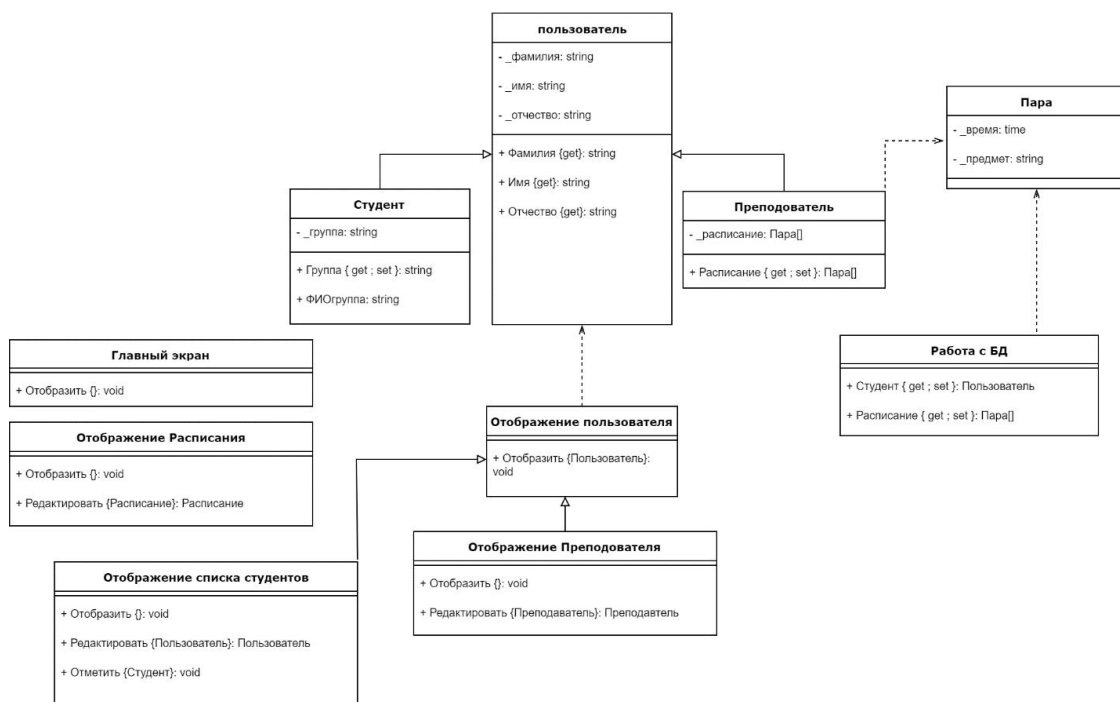 пользователь
- _фамилия: string
- _имя: string
- _отчество: string
+ Фамилия {get}: string
+ Имя {get}: string
+ Отчество {get}: string
Пара
- _время: time
- _предмет: string
Студент
- _группа: string
+ Группа { get ; set }: string
+ ФИОгруппа: string
Преподователь
- _расписание: Пара[]
+ Расписание { get ; set }: Пара[]
Главный экран
+ Отобразить {}: void
Работа с БД
+ Студент { get ; set }: Пользователь
+ Расписание { get ; set }: Пара[]
Отображение Расписания
+ Отобразить {}: void
+ Редактировать {Расписание}: Расписание
Отображение пользователя
+ Отобразить {Пользователь}:
void
Отображение Преподователя
+ Отобразить {}: void
+ Редактировать {Преподаватель}: Преподавтель
Отображение списка студентов
+ Отобразить {}: void
+ Редактировать {Пользователь}: Пользователь
+ Отметить {Студент}: void